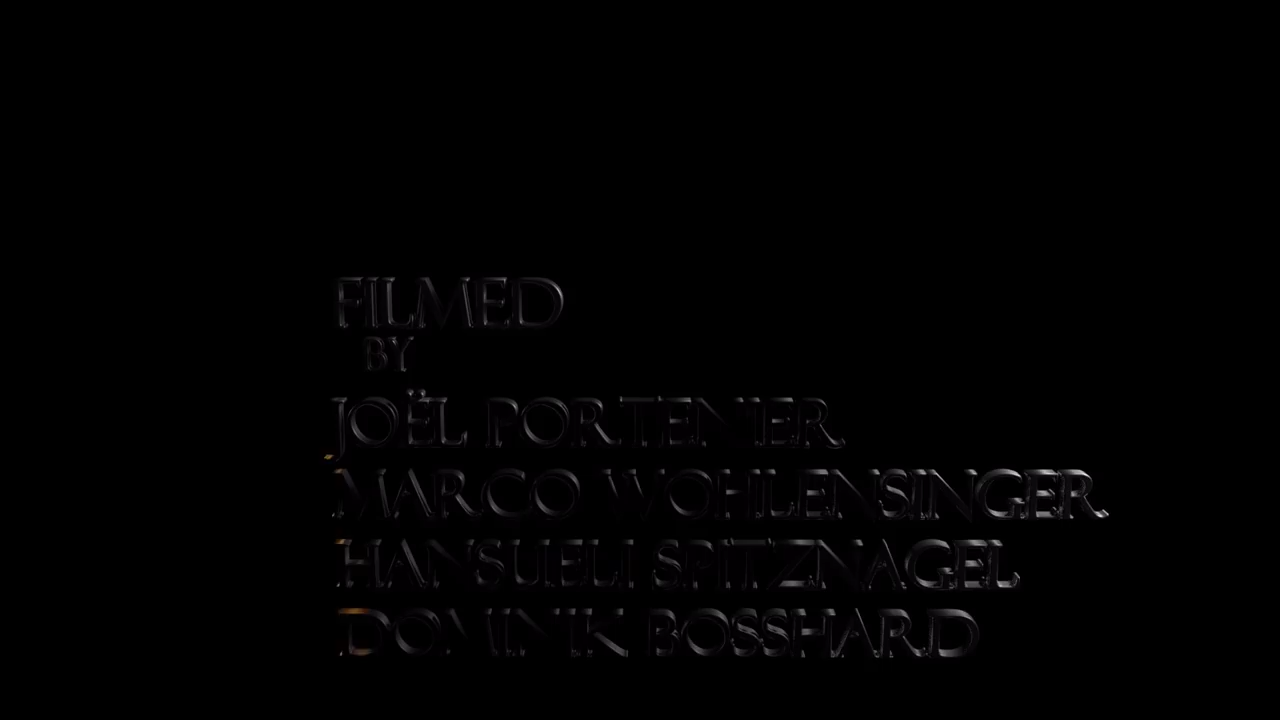 FILMED
BY
JOËL PORTENIER
MARCO WOHLENSINGER
HANSUELI SPITZNAGEL
DOMINIK BOSSHARD